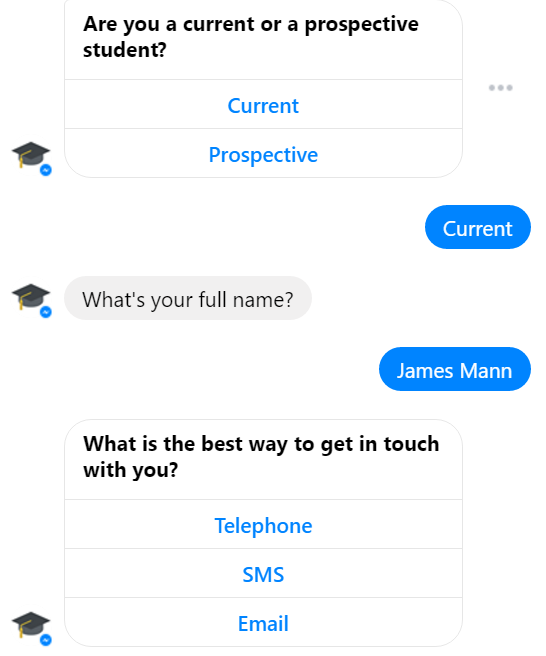 Are you a current or a prospective
student?
Current
Prospective
Current
What's your full name?
James Mann
What is the best way to get in touch
with you?
Telephone
SMS
Email